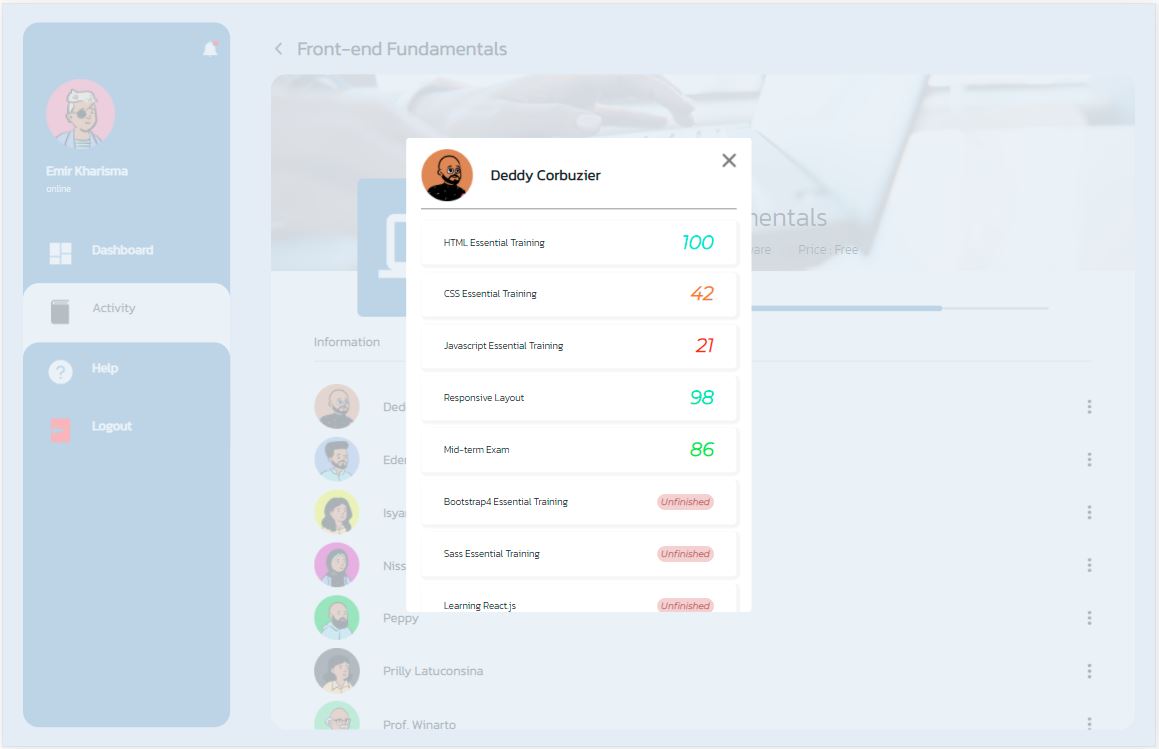 Front-end Fundamentals
Emir Kharisma
online
Dashboard
Activity
Help
Logout
mentals
ware Price : Free
Information
Ded
Eder
Isya
Niss
Peppy
Prilly Latuconsina
Prof. Winarto
Deddy Corbuzier
HTML Essential Training 100
CSS Essential Training 42
Javascript Essential Training 21
Responsive Layout 98
Mid-term Exam 86
Bootstrap4 Essential Training Unfinished
Sass Essential Training Unfinished
Learning React.js Unfinished